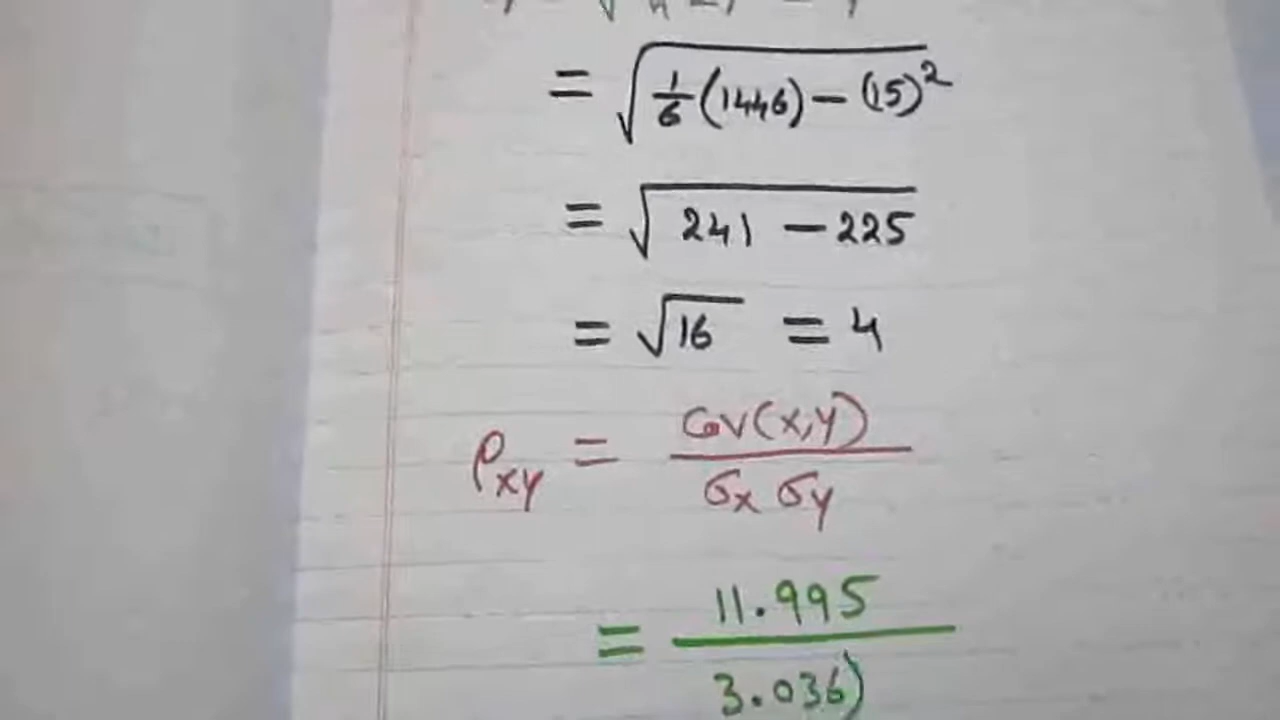 = √(1/6 (1446) − (15)²)
= √(241 − 225)
= √16 = 4
ρxy = Cov(x,y) / σx σy
= 11.995 / 3.036)